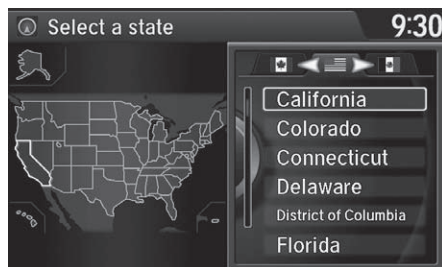 Select a state
9:30
California
Colorado
Connecticut
Delaware
District of Columbia
Florida